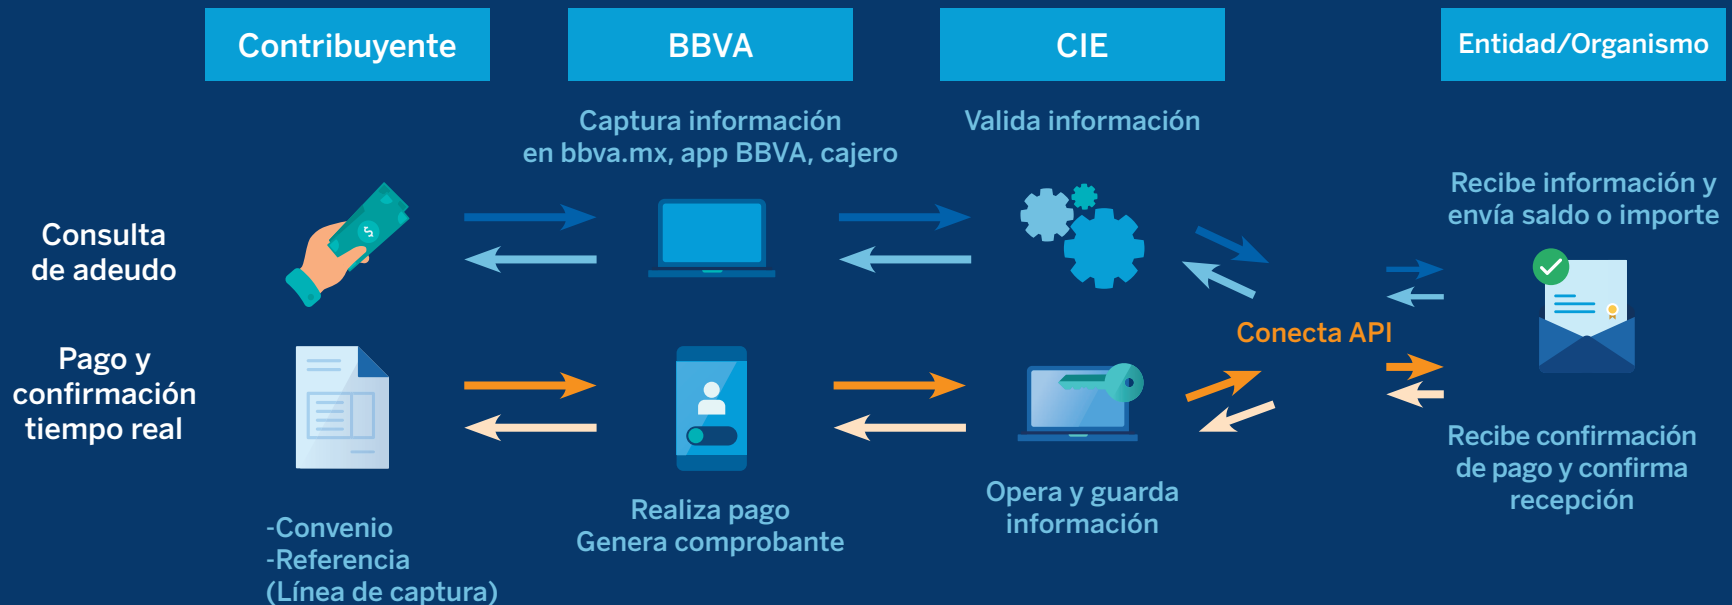 Contribuyente
BBVA
CIE
Entidad/Organismo
Captura información
en bbva.mx, app BBVA, cajero
Valida información
Recibe información y
envía saldo o importe
Consulta
de adeudo
Conecta API
Pago y
confirmación
tiempo real
-Convenio
-Referencia
(Línea de captura)
Realiza pago
Genera comprobante
Opera y guarda
información
Recibe confirmación
de pago y confirma
recepción